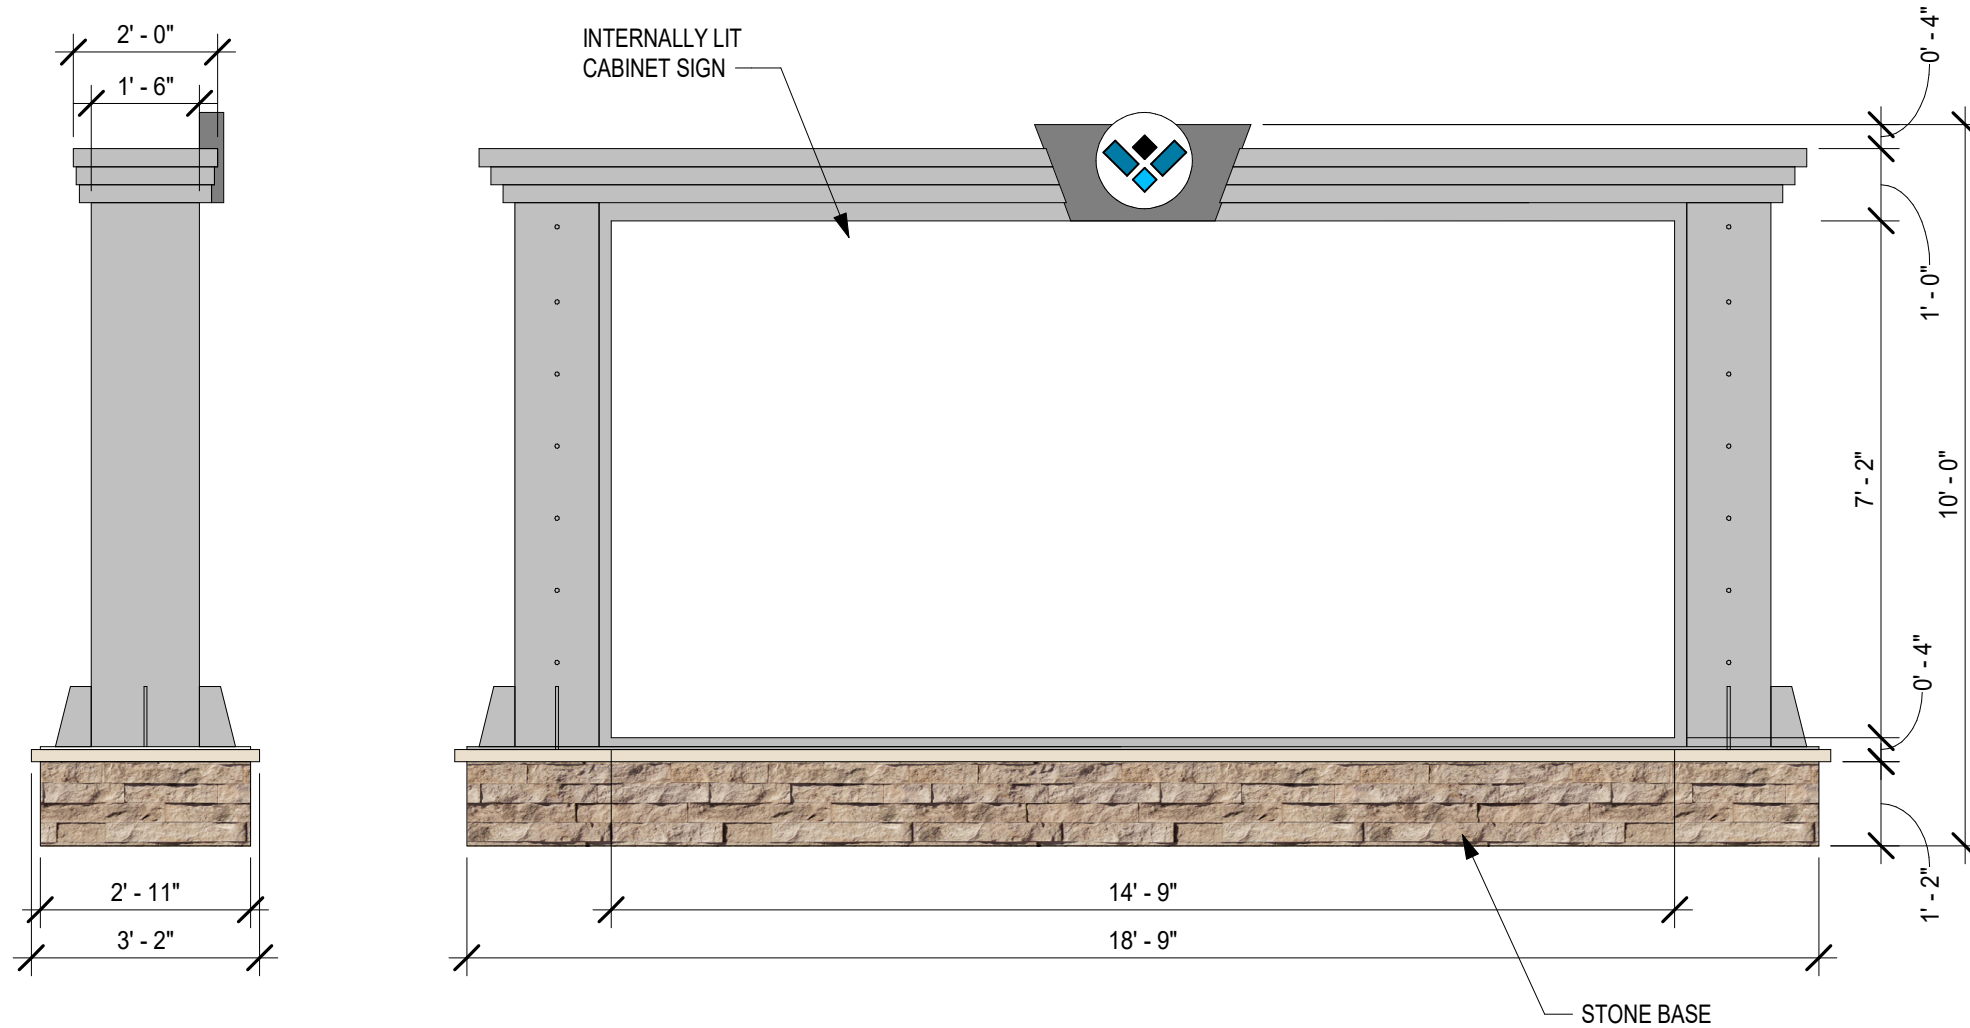 2' - 0"
1' - 6"
INTERNALLY LIT
CABINET SIGN
0' - 4"
1' - 0"
7' - 2"
10' - 0"
0' - 4"
1' - 2"
2' - 11"
3' - 2"
14' - 9"
18' - 9"
STONE BASE